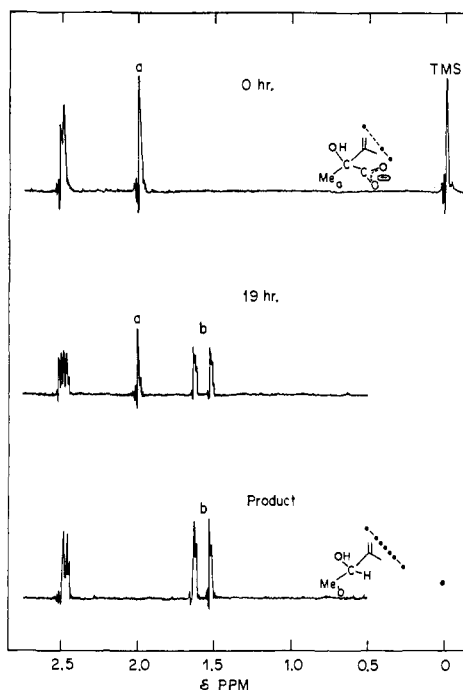 a
TMS
0 hr.
OH
C
C
O
O
⊖
Me
a
19 hr.
a
b
Product
b
OH
C
H
Me
b
2.5 2.0 1.5 1.0 0.5 0
δ PPM